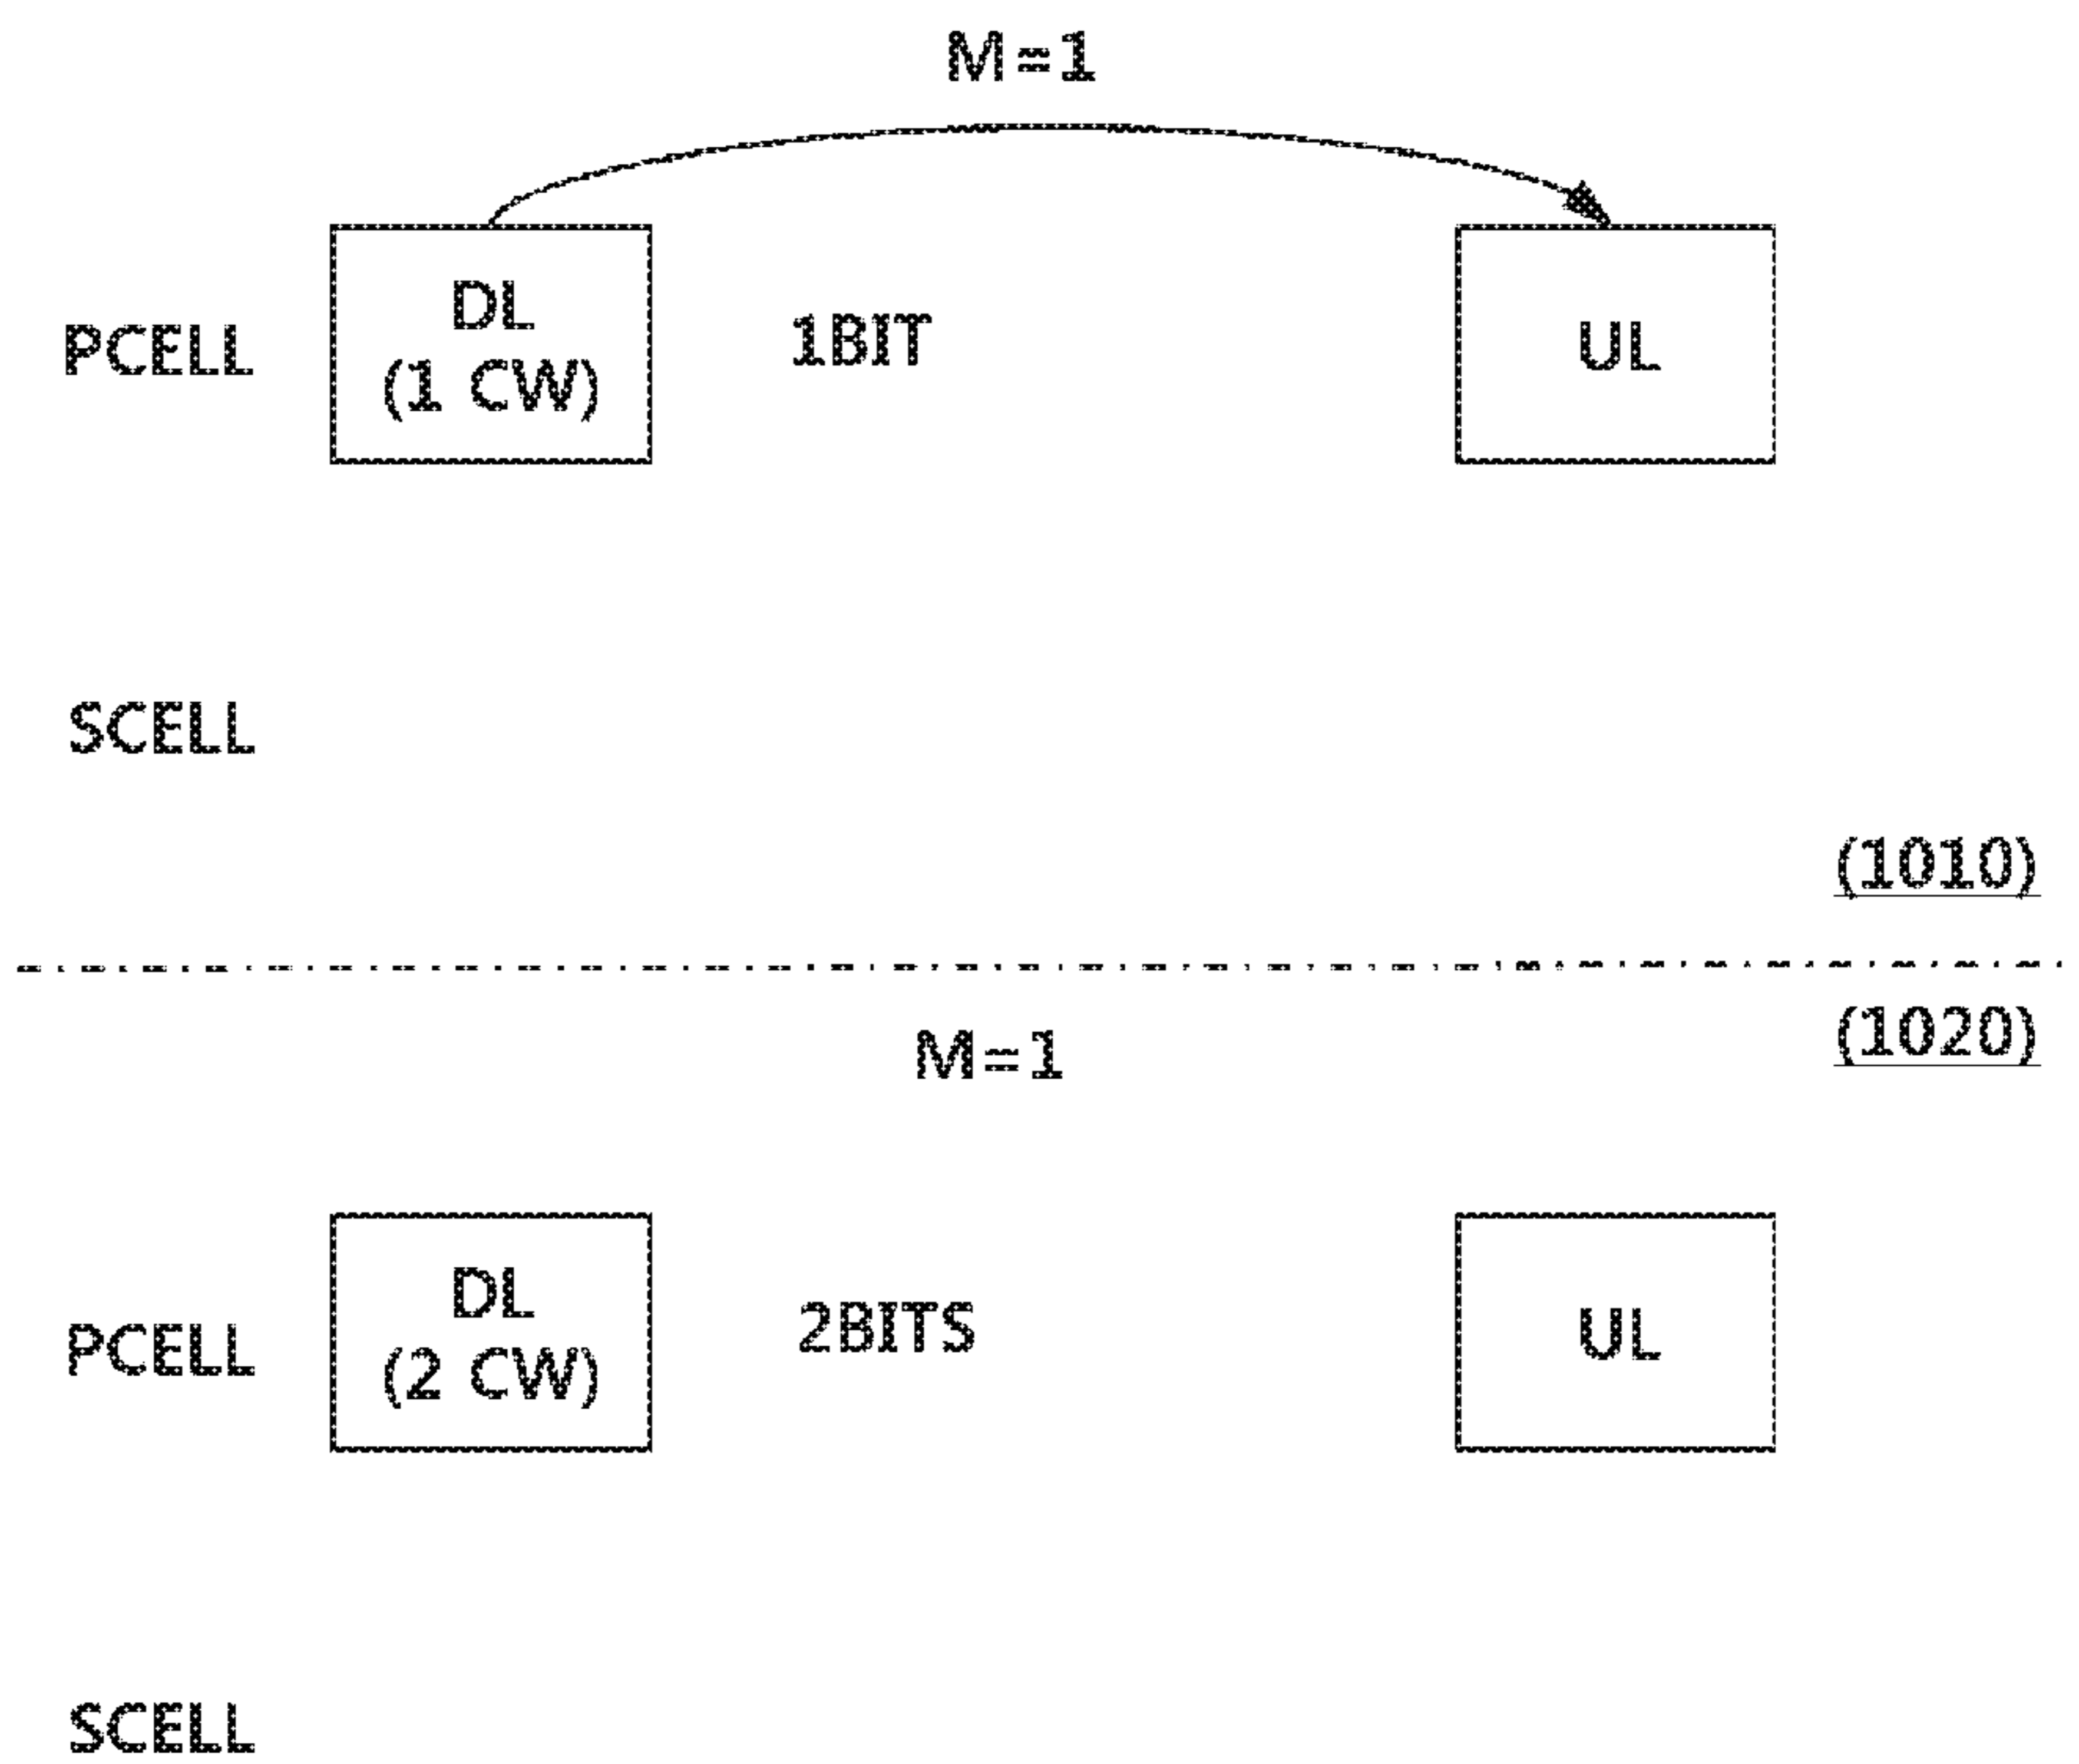 M=1
DL
(1 CW)
PCELL
1BIT
UL
SCELL
(1010)
(1020)
M=1
DL
(2 CW)
PCELL
2BITS
UL
SCELL